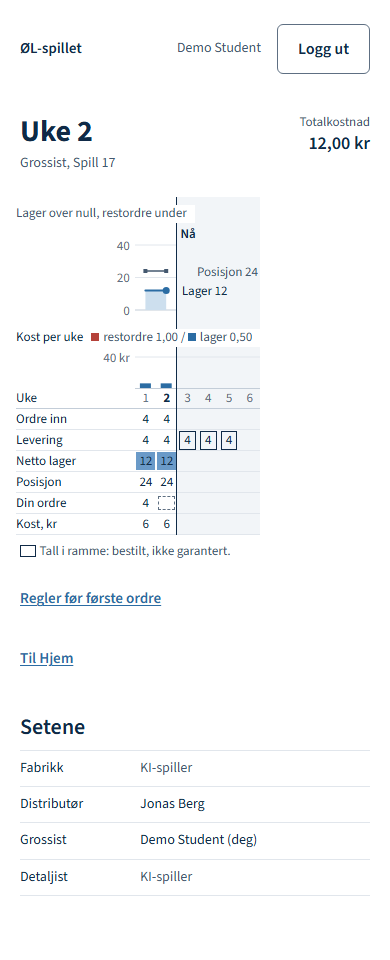 ØL-spillet Demo Student Logg ut
Uke 2 Totalkostnad
12,00 kr
Grossist, Spill 17
Lager over null, restordre under
Nå
40
20 Posisjon 24
Lager 12
0
Kost per uke restordre 1,00 / lager 0,50
40 kr
Uke 1 2 3 4 5 6
Ordre inn 4 4
Levering 4 4 4 4 4
Netto lager 12 12
Posisjon 24 24
Din ordre 4
Kost, kr 6 6
Tall i ramme: bestilt, ikke garantert.
Regler før første ordre
Til Hjem
Setene
Fabrikk KI-spiller
Distributør Jonas Berg
Grossist Demo Student (deg)
Detaljist KI-spiller